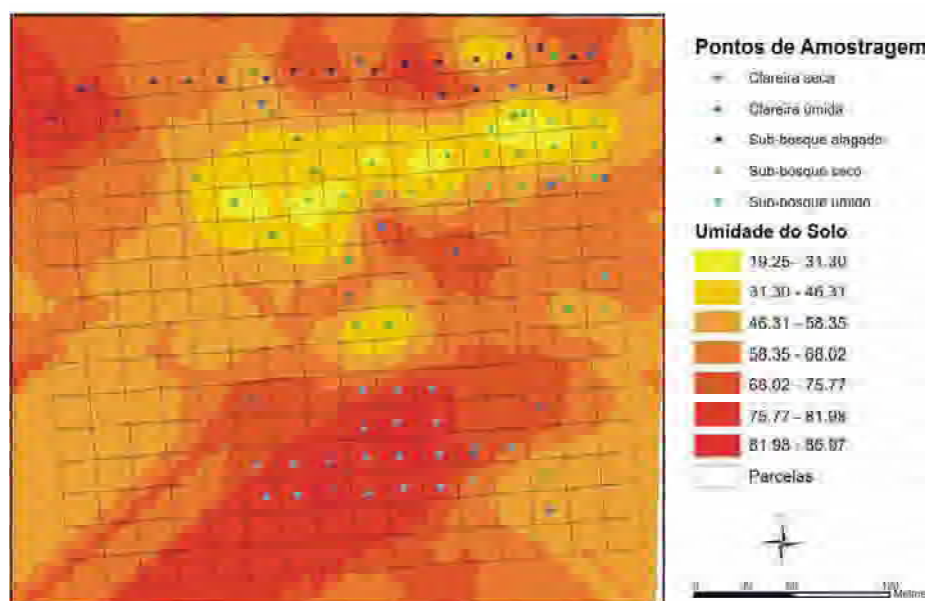 Pontos de Amostragem
Clareira seca
Clareira úmida
Sub-bosque alagado
Sub-bosque seco
Sub-bosque úmido
Umidade do Solo
19.25 - 31.30
31.30 - 46.31
46.31 - 58.35
58.35 - 68.02
68.02 - 75.77
75.77 - 81.98
81.98 - 86.97
Parcelas
0
Metros